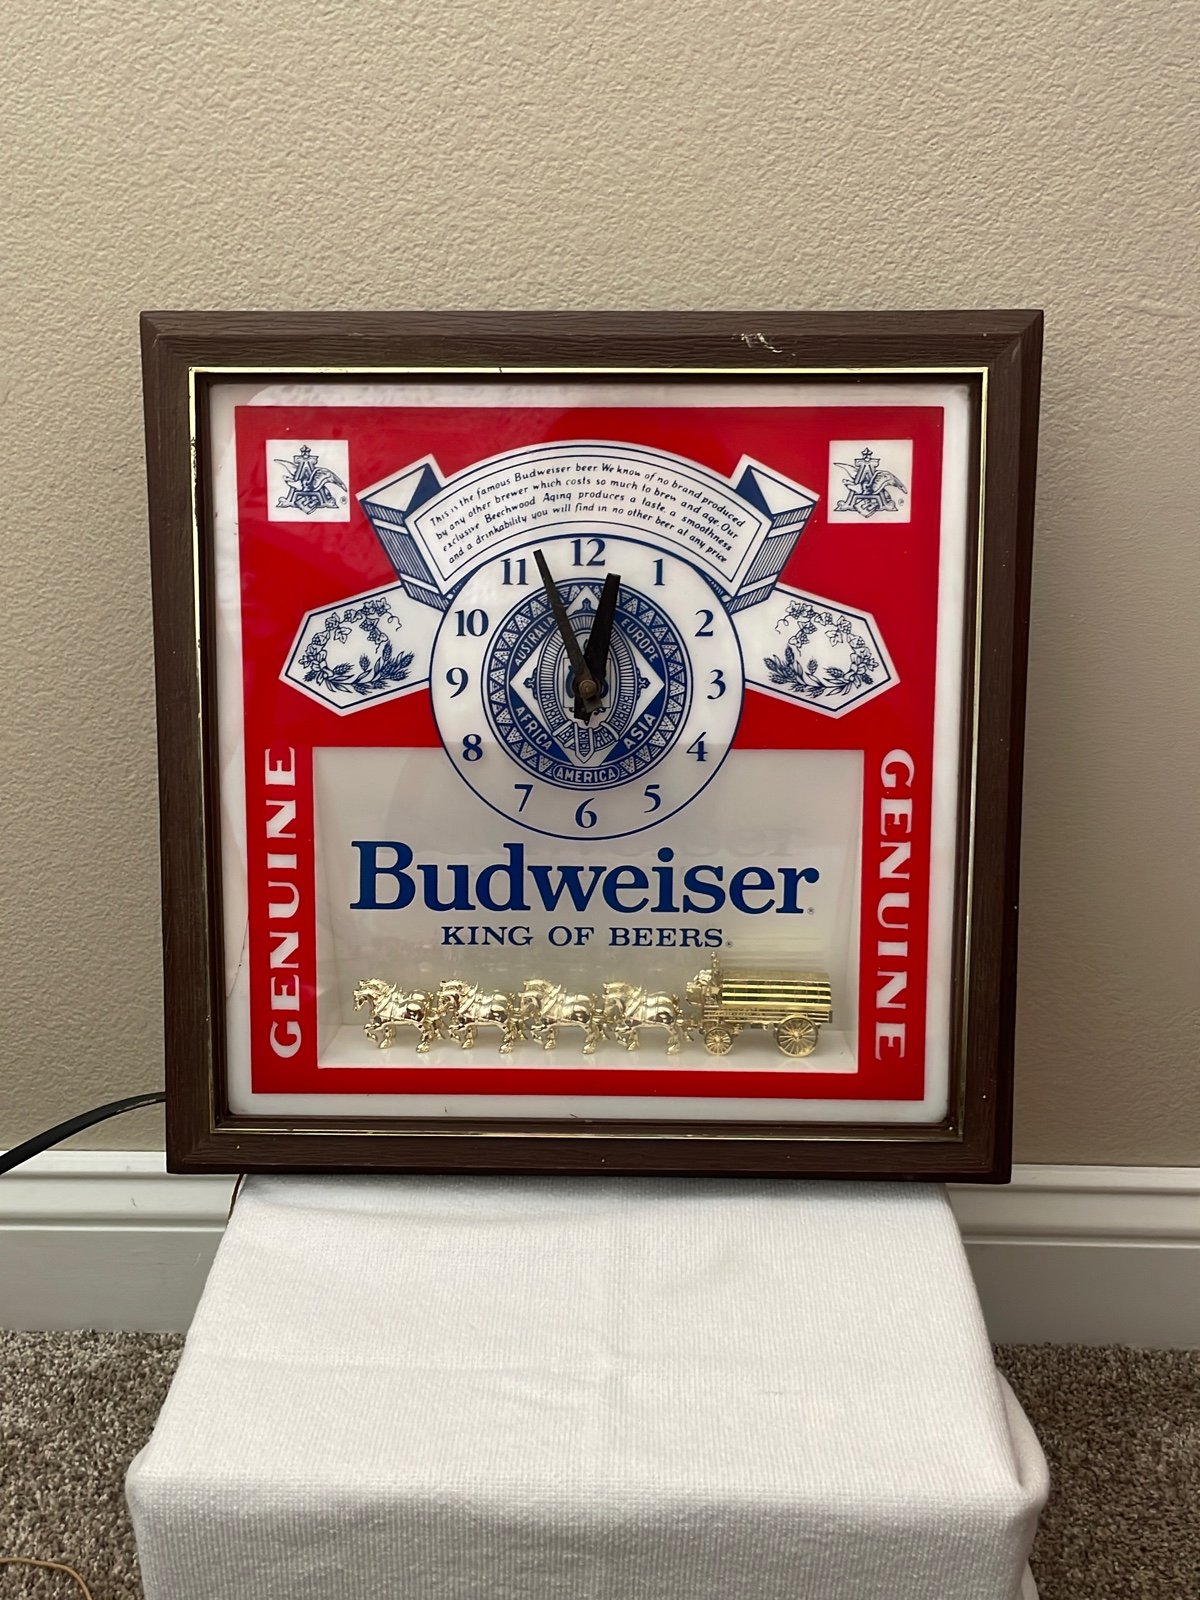 This is the famous Budweiser beer. We know of no brand produced
by any other brewer which costs so much to brew and age. Our
exclusive Beechwood Aging produces a taste, a smoothness
and a drinkability you will find in no other beer at any price
12
11
1
10
2
9
3
8
4
7
5
6
AUSTRALIA
EUROPE
AFRICA
ASIA
AMERICA
GENUINE
GENUINE
Budweiser®
KING OF BEERS®